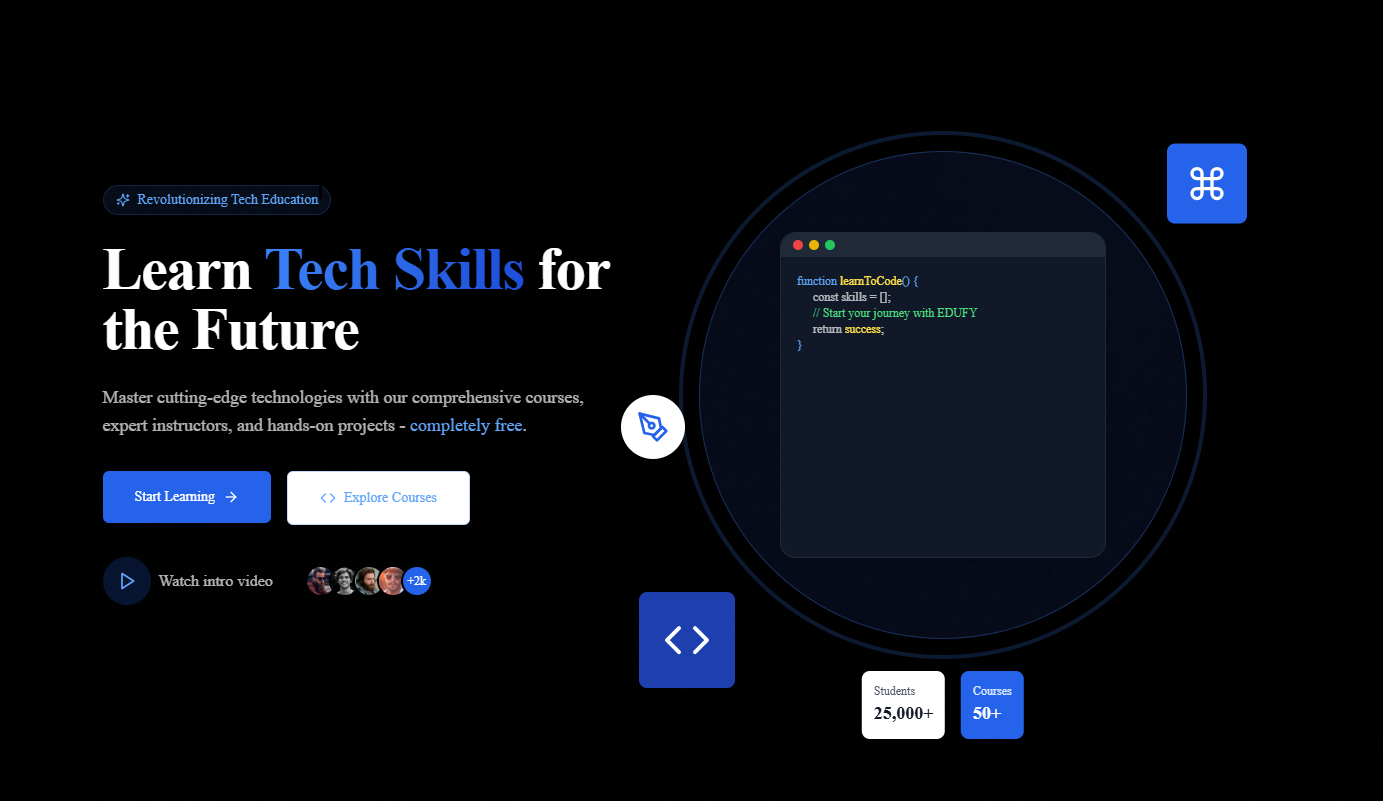 Revolutionizing Tech Education
Learn Tech Skills for
the Future
Master cutting-edge technologies with our comprehensive courses,
expert instructors, and hands-on projects - completely free.
Start Learning
Explore Courses
Watch intro video
+2k
function learnToCode() {
const skills = [];
// Start your journey with EDUFY
return success;
}
Students
25,000+
Courses
50+